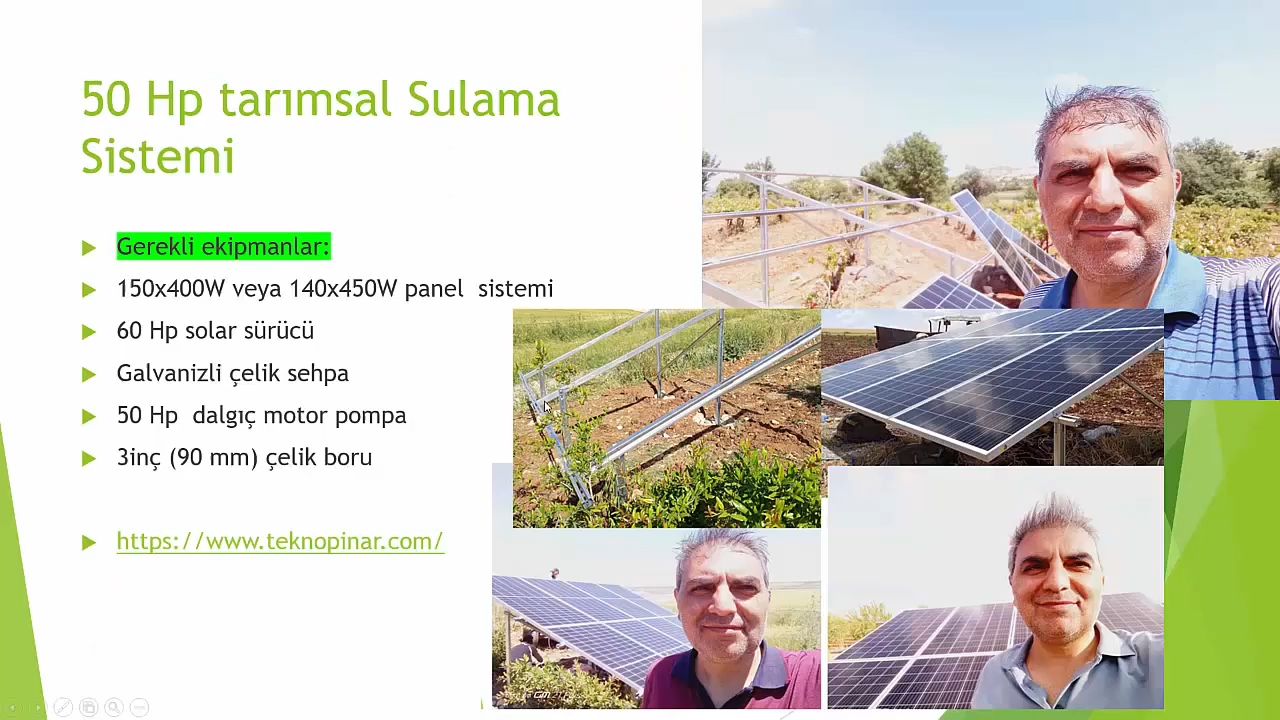 50 Hp tarımsal Sulama
Sistemi
Gerekli ekipmanlar:
150x400W veya 140x450W panel sistemi
60 Hp solar sürücü
Galvanizli çelik sehpa
50 Hp dalgıç motor pompa
3inç (90 mm) çelik boru
https://www.teknopinar.com/